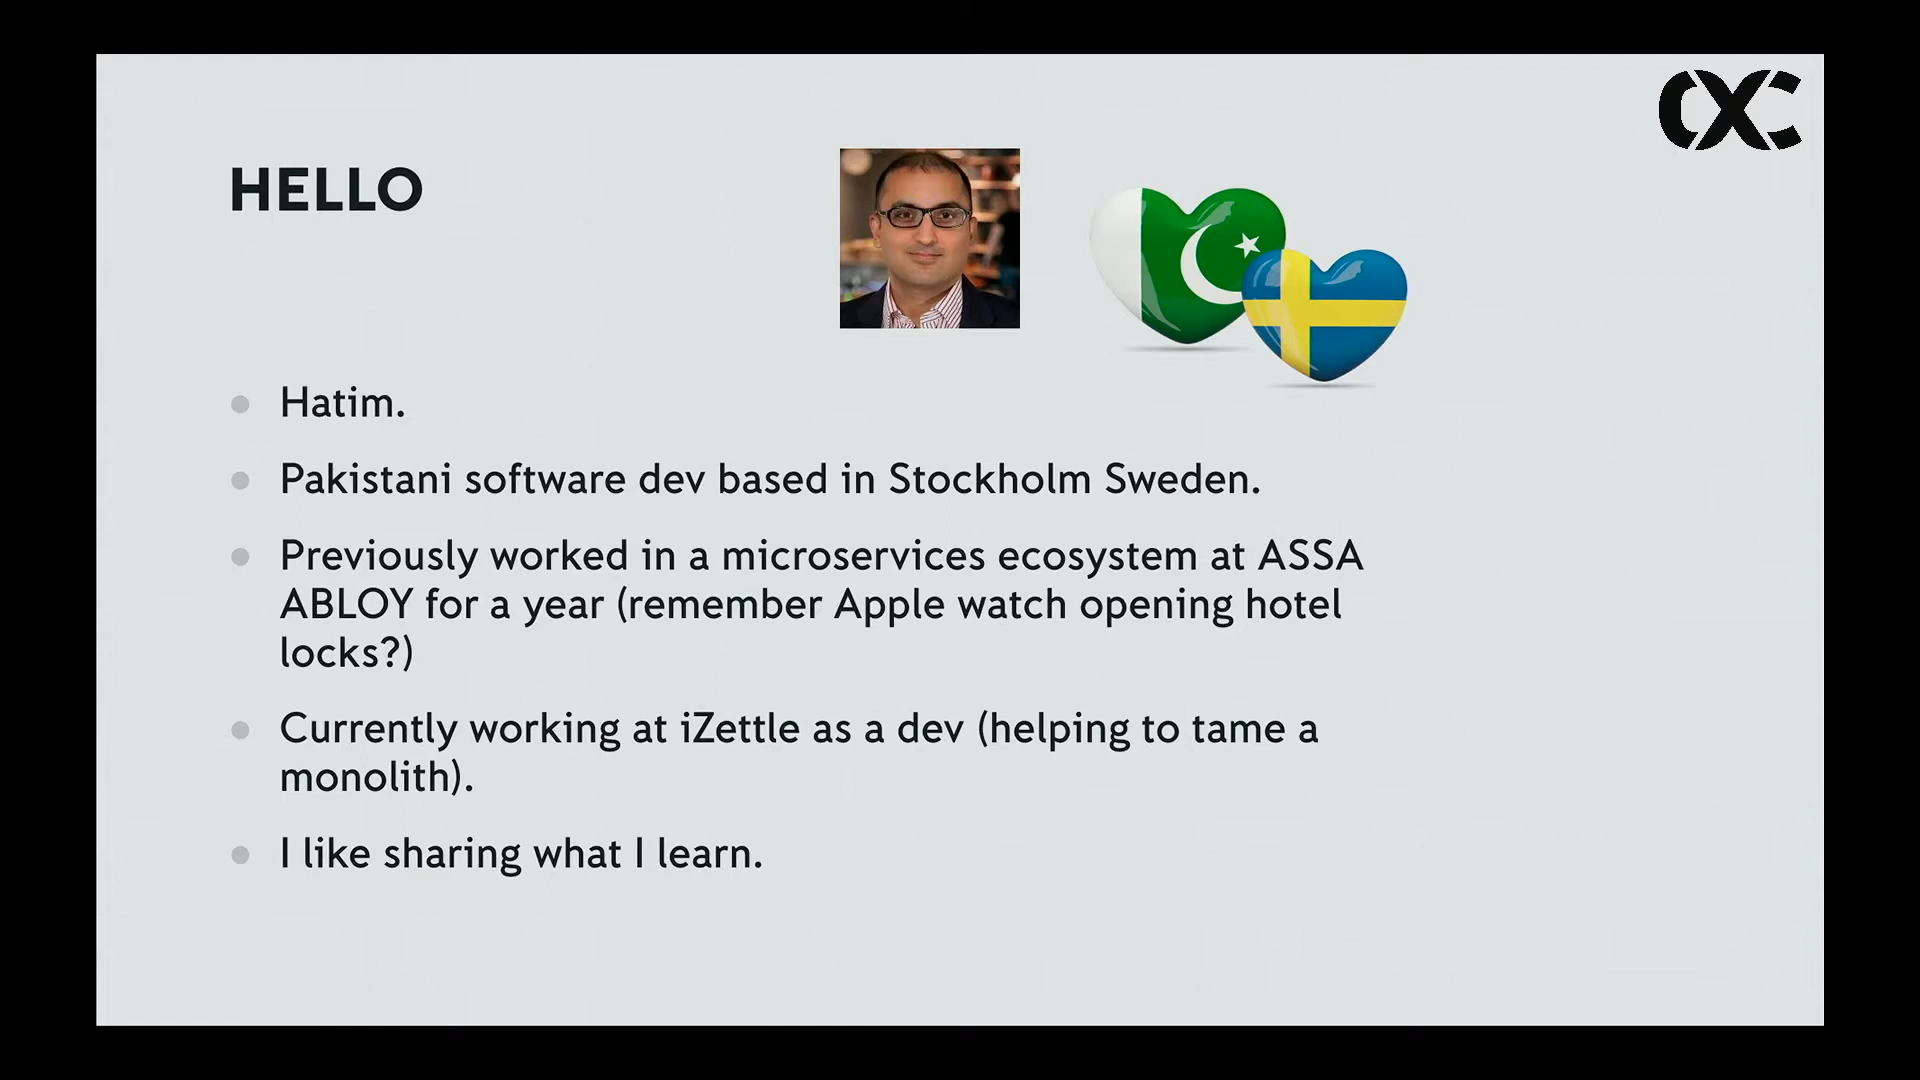 HELLO
Hatim.
Pakistani software dev based in Stockholm Sweden.
Previously worked in a microservices ecosystem at ASSA
ABLOY for a year (remember Apple watch opening hotel
locks?)
Currently working at iZettle as a dev (helping to tame a
monolith).
I like sharing what I learn.